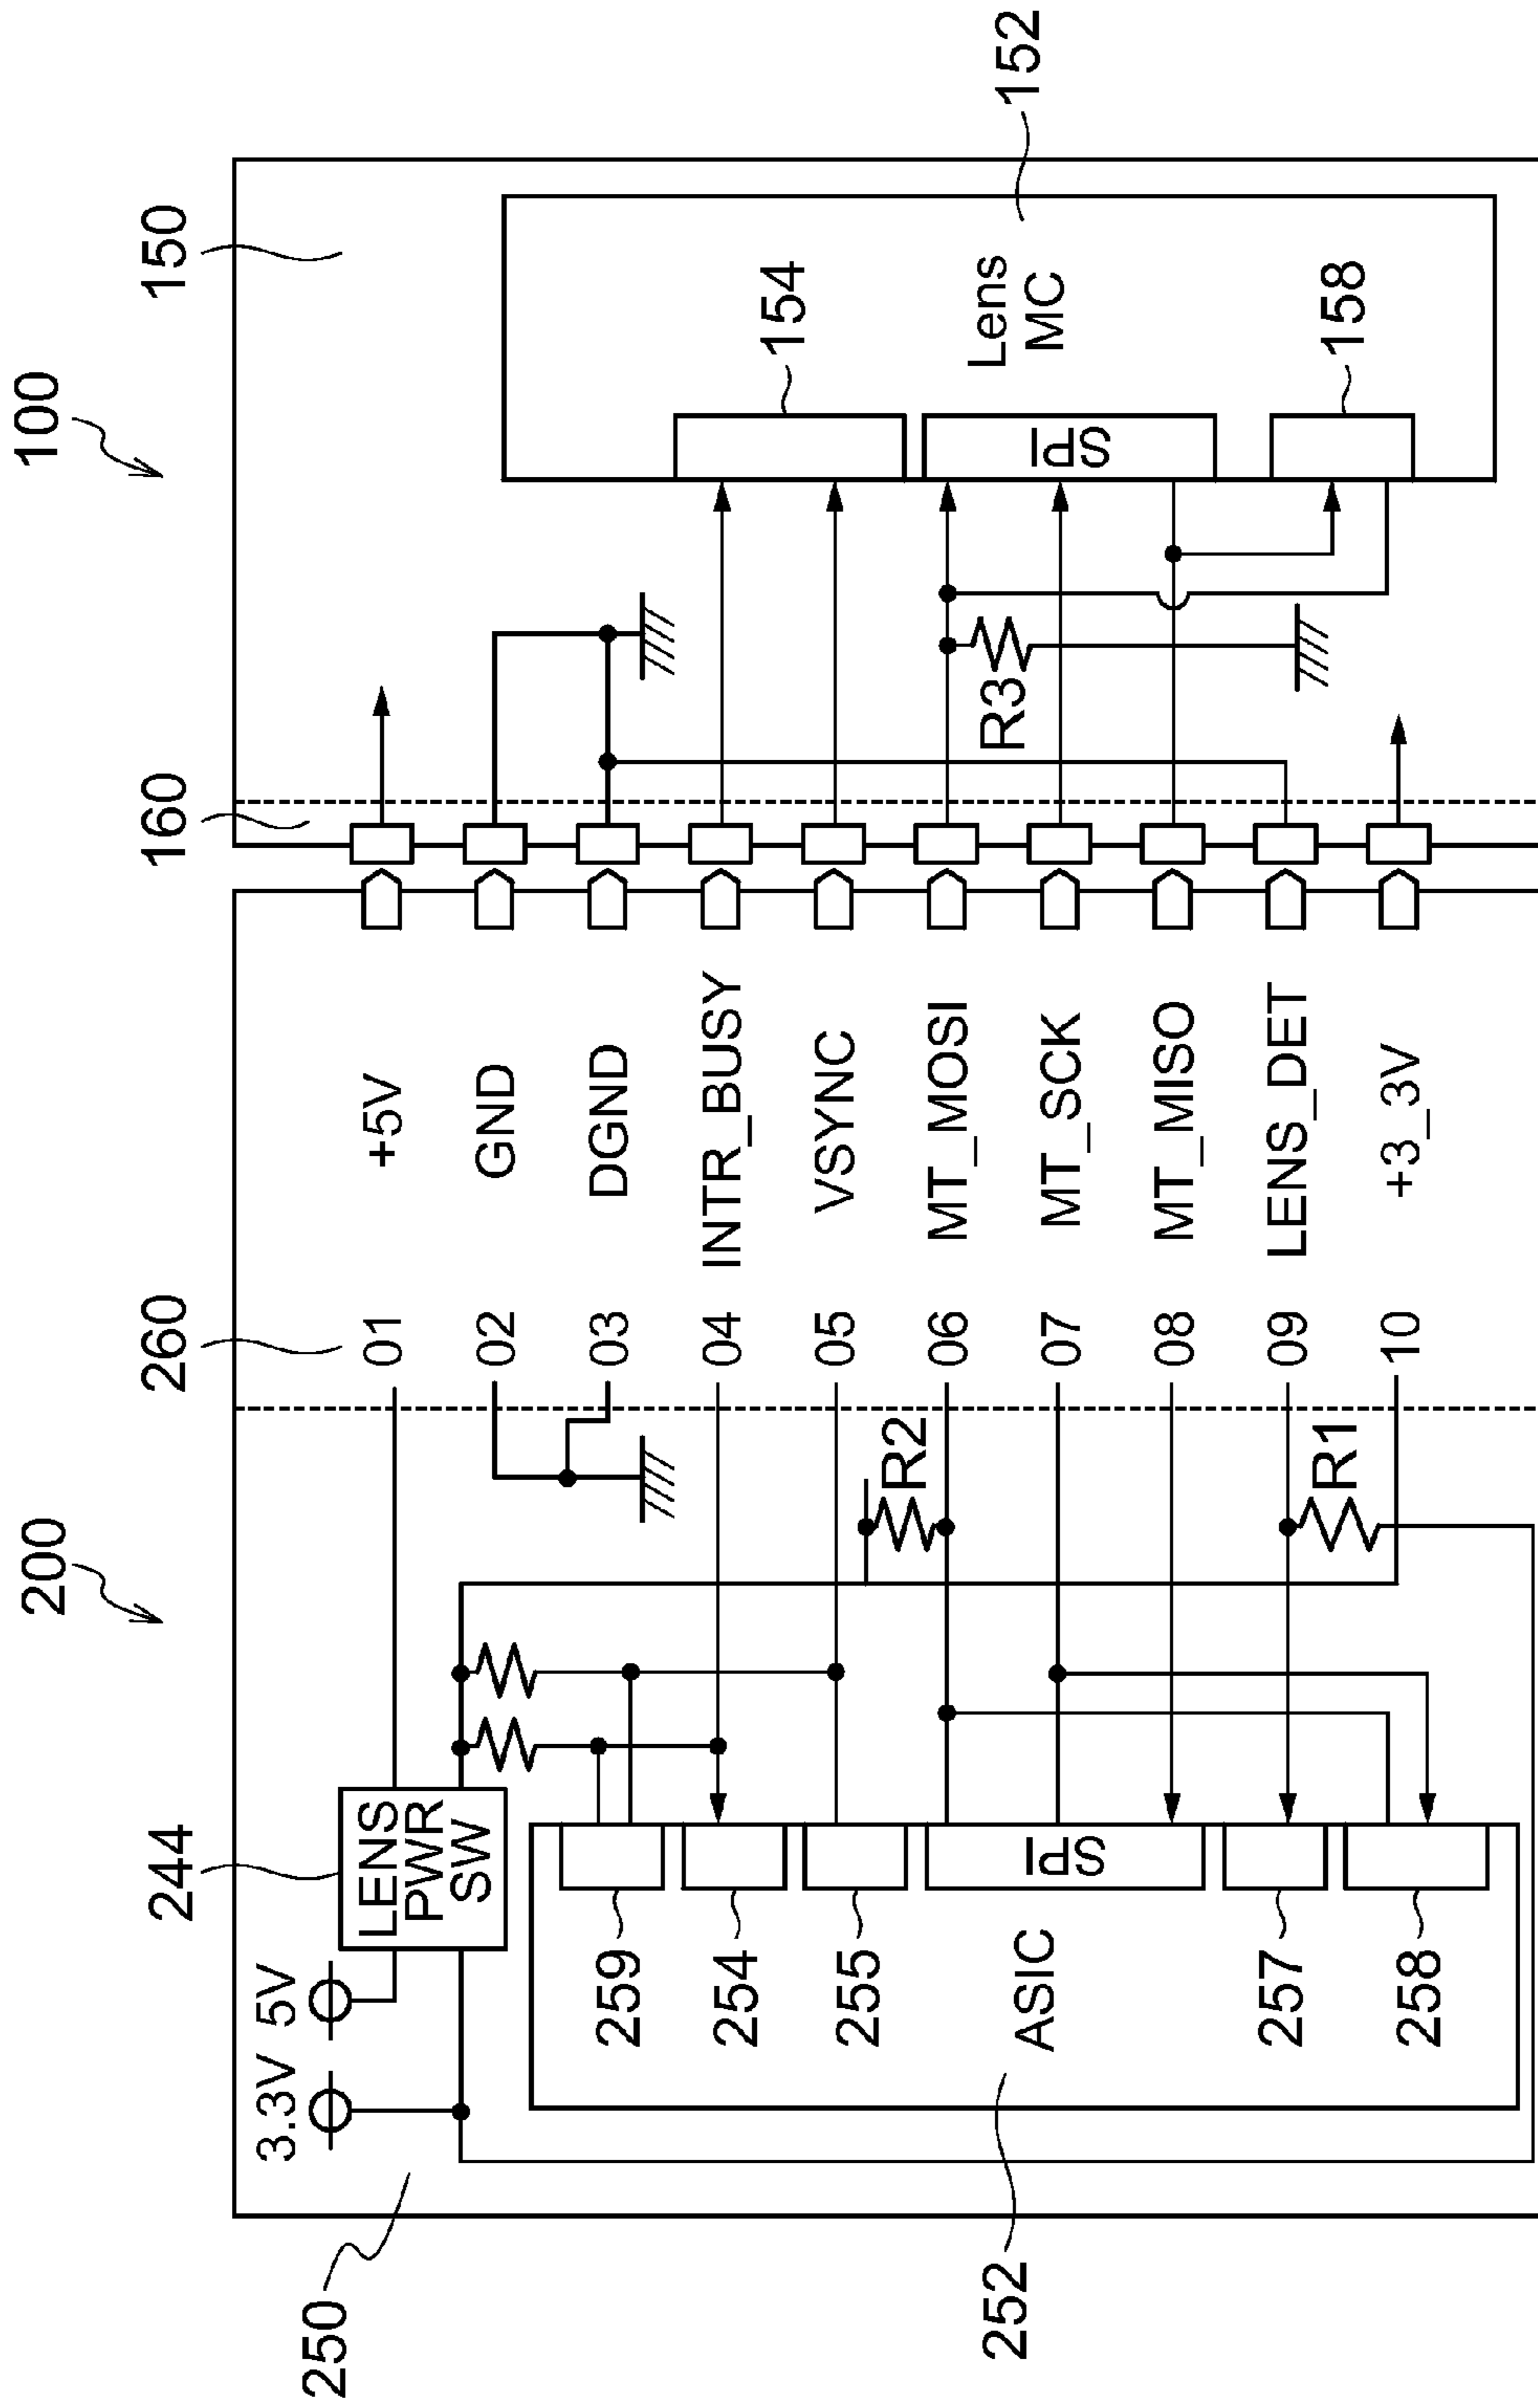 200
100
250
3.3V
5V
244
260
160
150
LENS
PWR
SW
01 +5V
02 GND
03 DGND
04 INTR_BUSY
05 VSYNC
06 MT_MOSI
07 MT_SCK
08 MT_MISO
09 LENS_DET
10 +3_3V
259
254
255
SPI
ASIC
257
258
252
R2
R1
R3
154
SPI
Lens
MC
158
152